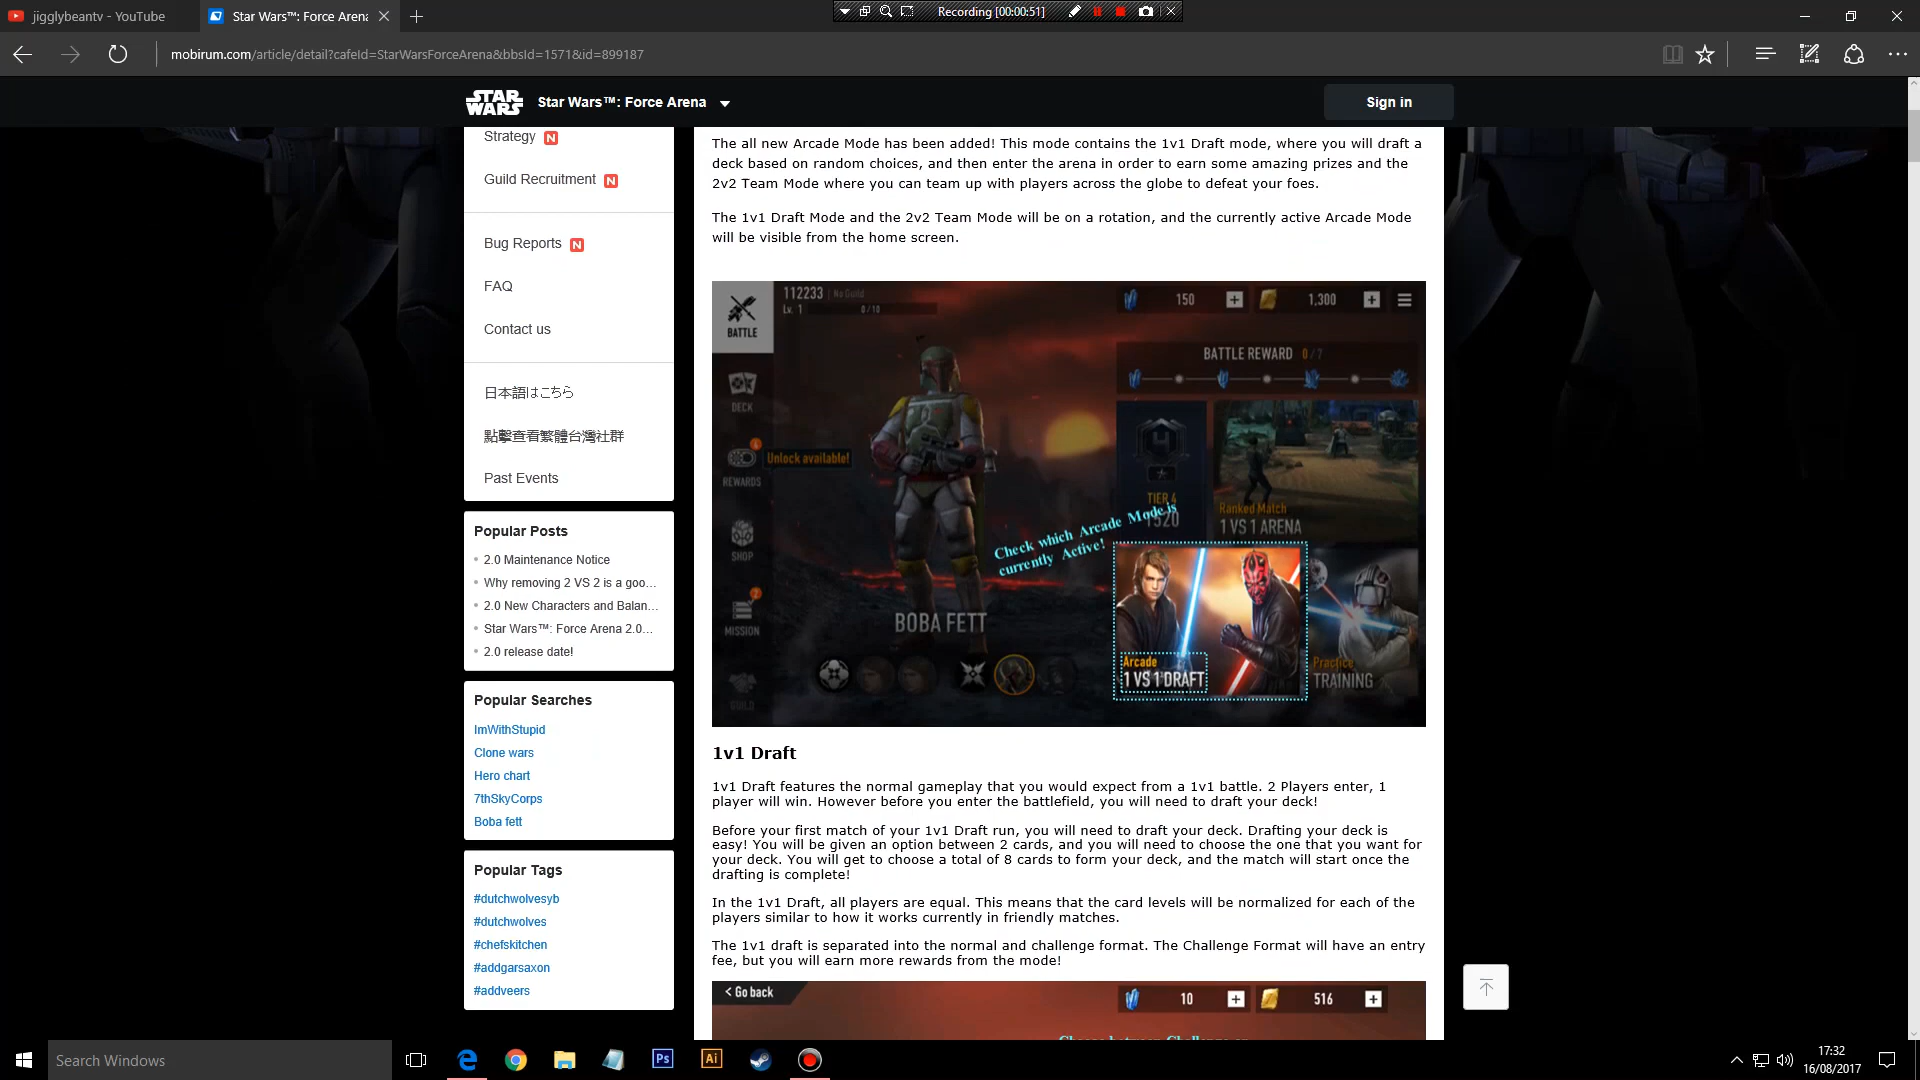 jigglybeantv - YouTube
Star Wars™: Force Arena
Recording [00:00:51]
mobirum.com/article/detail?cafeId=StarWarsForceArena&bbsId=1571&id=899187
STAR WARS
Star Wars™: Force Arena
Sign in
Strategy N
Guild Recruitment N
Bug Reports N
FAQ
Contact us
日本語はこちら
點擊查看繁體台灣社群
Past Events
Popular Posts
2.0 Maintenance Notice
Why removing 2 VS 2 is a goo...
2.0 New Characters and Balan...
Star Wars™: Force Arena 2.0...
2.0 release date!
Popular Searches
ImWithStupid
Clone wars
Hero chart
7thSkyCorps
Boba fett
Popular Tags
#dutchwolvesyb
#dutchwolves
#chefskitchen
#addgarsaxon
#addveers
The all new Arcade Mode has been added! This mode contains the 1v1 Draft mode, where you will draft a
deck based on random choices, and then enter the arena in order to earn some amazing prizes and the
2v2 Team Mode where you can team up with players across the globe to defeat your foes.
The 1v1 Draft Mode and the 2v2 Team Mode will be on a rotation, and the currently active Arcade Mode
will be visible from the home screen.
BATTLE
112233 No Guild
Lv. 1 0/10
150
1,300
BATTLE REWARD 0/7
DECK
Unlock available!
REWARDS
SHOP
MISSION
GUILD
TIER 4
1520
Ranked Match
1 VS 1 ARENA
Check which Arcade Mode is
currently Active!
BOBA FETT
Arcade
1 VS 1 DRAFT
Practice
TRAINING
1v1 Draft
1v1 Draft features the normal gameplay that you would expect from a 1v1 battle. 2 Players enter, 1
player will win. However before you enter the battlefield, you will need to draft your deck!
Before your first match of your 1v1 Draft run, you will need to draft your deck. Drafting your deck is
easy! You will be given an option between 2 cards, and you will need to choose the one that you want for
your deck. You will get to choose a total of 8 cards to form your deck, and the match will start once the
drafting is complete!
In the 1v1 Draft, all players are equal. This means that the card levels will be normalized for each of the
players similar to how it works currently in friendly matches.
The 1v1 draft is separated into the normal and challenge format. The Challenge Format will have an entry
fee, but you will earn more rewards from the mode!
< Go back
10
516
Search Windows
Ps
Ai
17:32
16/08/2017